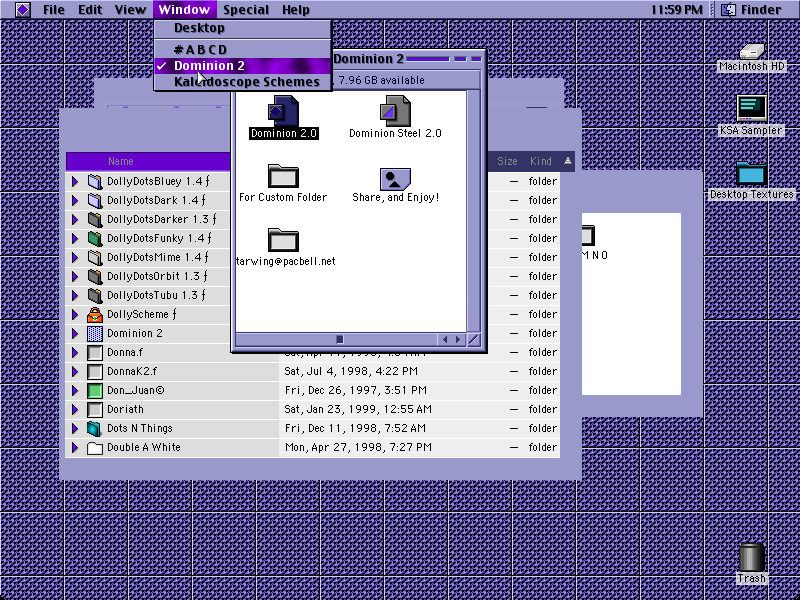 File Edit View Window Special Help 11:59 PM Finder
Desktop
# A B C D
✓ Dominion 2
Kaleidoscope Schemes
Dominion 2
7.96 GB available
Dominion 2.0
Dominion Steel 2.0
For Custom Folder
Share, and Enjoy!
tarwing@pacbell.net
Macintosh HD
KSA Sampler
Desktop Textures
Trash
M N O
Name Size Kind
DollyDotsBluey 1.4 ƒ — folder
DollyDotsDark 1.4 ƒ — folder
DollyDotsDarker 1.3 ƒ — folder
DollyDotsFunky 1.4 ƒ — folder
DollyDotsMime 1.4 ƒ — folder
DollyDotsOrbit 1.3 ƒ — folder
DollyDotsTubu 1.3 ƒ — folder
DollyScheme ƒ — folder
Dominion 2 — folder
Donna.f — folder
DonnaK2.f Sat, Jul 4, 1998, 4:22 PM — folder
Don_Juan© Fri, Dec 26, 1997, 3:51 PM — folder
Doriath Sat, Jan 23, 1999, 12:55 AM — folder
Dots N Things Fri, Dec 11, 1998, 7:52 AM — folder
Double A White Mon, Apr 27, 1998, 7:27 PM — folder